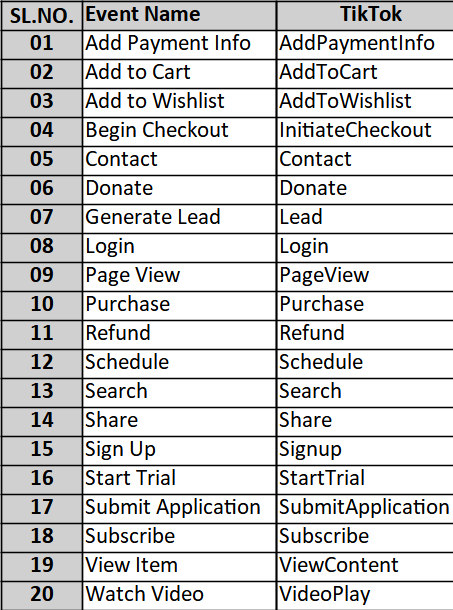 SL.NO. Event Name TikTok
01 Add Payment Info AddPaymentInfo
02 Add to Cart AddToCart
03 Add to Wishlist AddToWishlist
04 Begin Checkout InitiateCheckout
05 Contact Contact
06 Donate Donate
07 Generate Lead Lead
08 Login Login
09 Page View PageView
10 Purchase Purchase
11 Refund Refund
12 Schedule Schedule
13 Search Search
14 Share Share
15 Sign Up Signup
16 Start Trial StartTrial
17 Submit Application SubmitApplication
18 Subscribe Subscribe
19 View Item ViewContent
20 Watch Video VideoPlay